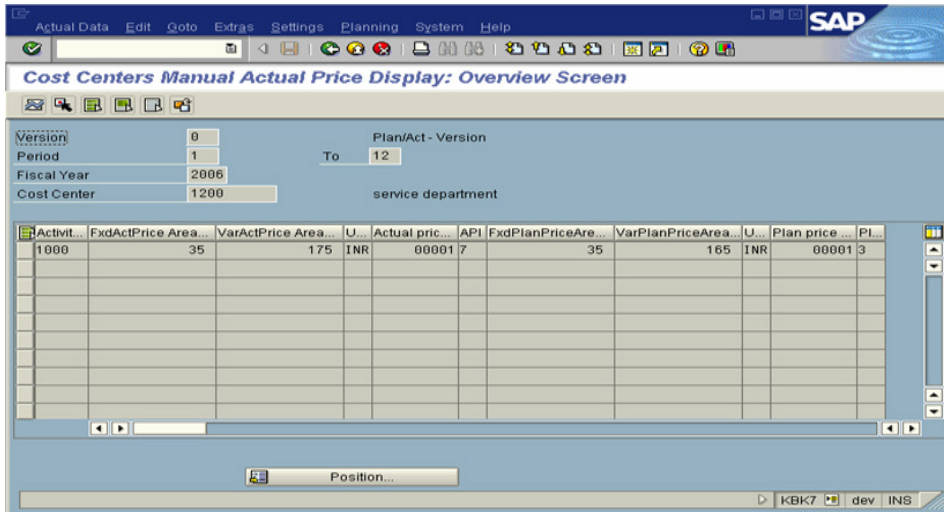 Actual Data Edit Goto Extras Settings Planning System Help
SAP
Cost Centers Manual Actual Price Display: Overview Screen
Version 0 Plan/Act - Version
Period 1 To 12
Fiscal Year 2006
Cost Center 1200 service department
Activit... FxdActPrice Area... VarActPrice Area... U... Actual pric... API FxdPlanPriceAre... VarPlanPriceArea... U... Plan price ... Pl...
1000 35 175 INR 00001 7 35 165 INR 00001 3
Position...
KBK7 dev INS